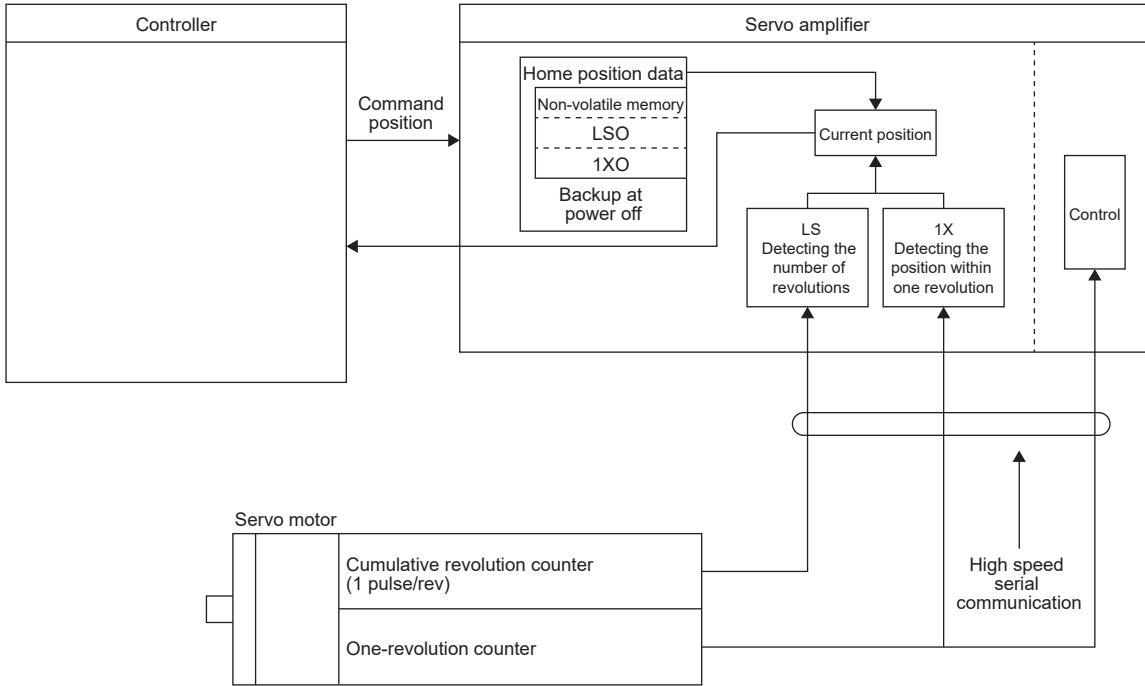 Controller
Servo amplifier
Command
position
Home position data
Non-volatile memory
LSO
1XO
Backup at
power off
Current position
LS
Detecting the
number of
revolutions
1X
Detecting the
position within
one revolution
Control
Servo motor
Cumulative revolution counter
(1 pulse/rev)
One-revolution counter
High speed
serial
communication